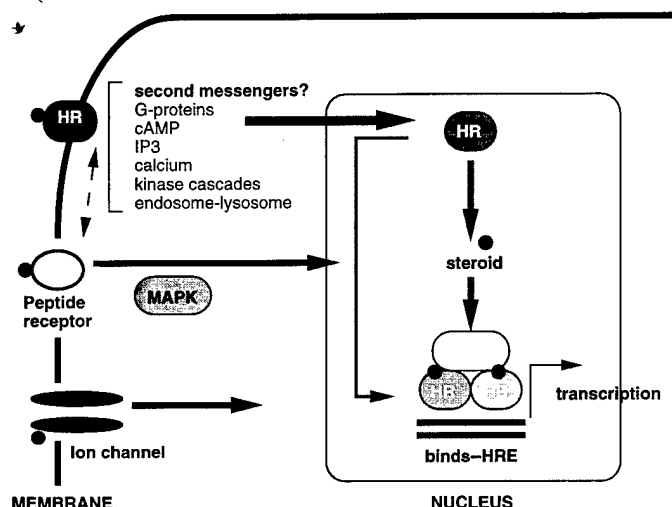 second messengers?
G-proteins
cAMP
IP3
calcium
kinase cascades
endosome-lysosome
HR
HR
steroid
Peptide
receptor
MAPK
HR
transcription
Ion channel
binds–HRE
MEMBRANE
NUCLEUS